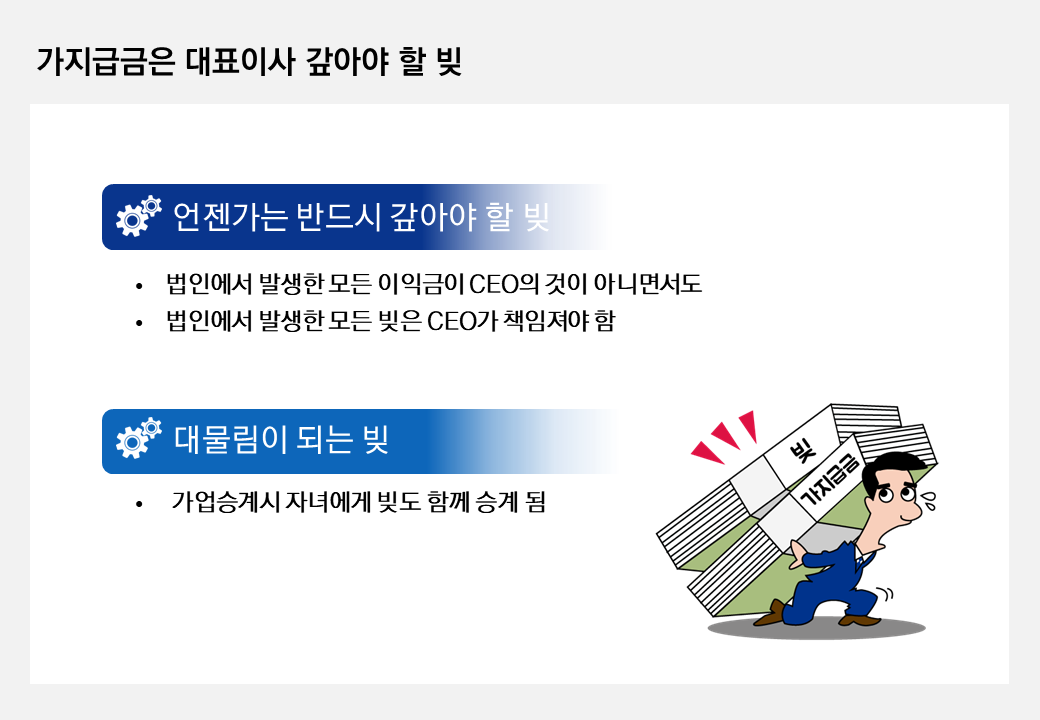 가지급금은 대표이사 갚아야 할 빚
언젠가는 반드시 갚아야 할 빚
• 법인에서 발생한 모든 이익금이 CEO의 것이 아니면서도
• 법인에서 발생한 모든 빚은 CEO가 책임져야 함
대물림이 되는 빚
• 가업승계시 자녀에게 빚도 함께 승계 됨
빚
가지급금